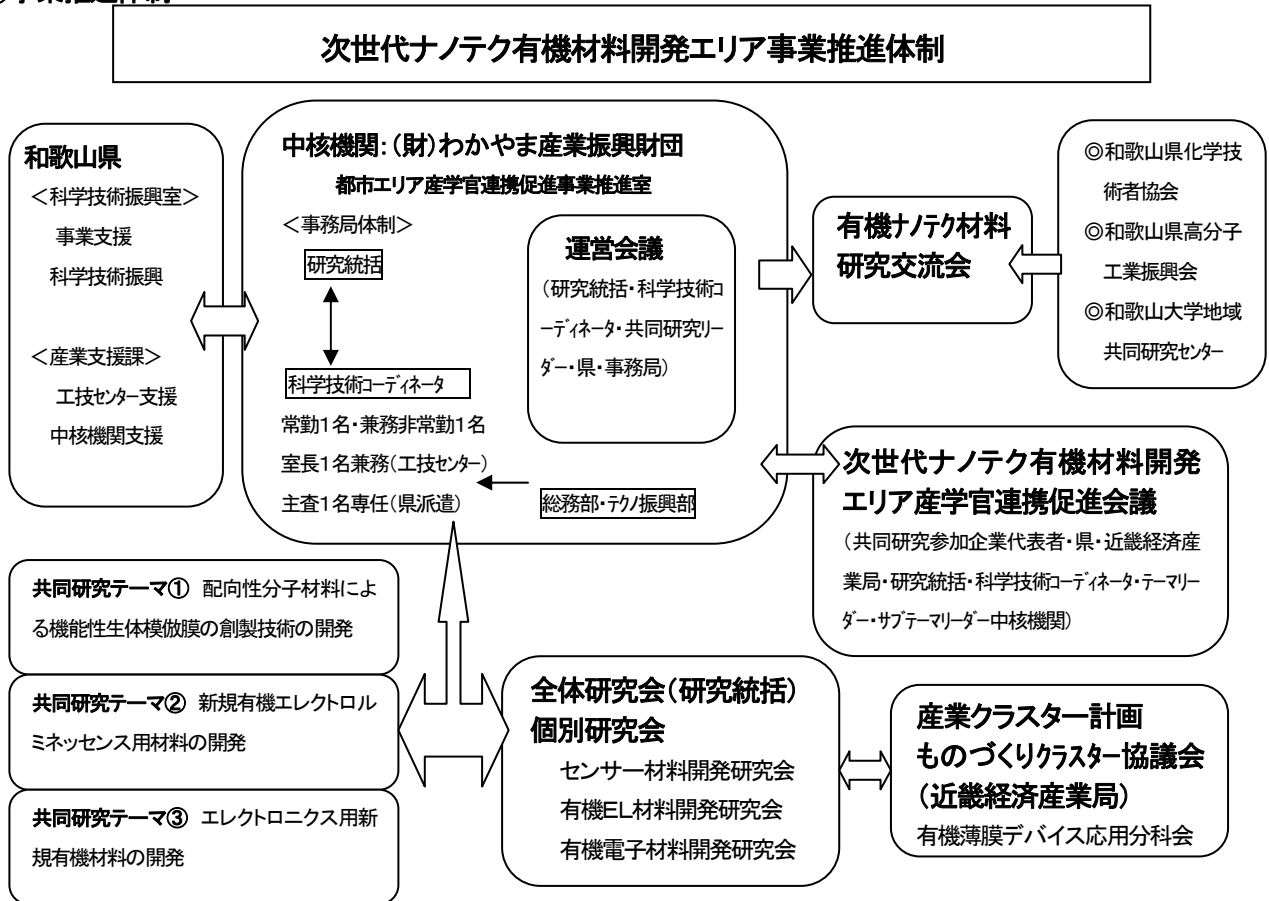 事業推進体制
次世代ナノテク有機材料開発エリア事業推進体制
和歌山県
＜科学技術振興室＞
事業支援
科学技術振興
＜産業支援課＞
工技センター支援
中核機関支援
中核機関：（財）わかやま産業振興財団
都市エリア産学官連携促進事業推進室
＜事務局体制＞
研究統括
科学技術コーディネータ
常勤１名・兼務非常勤１名
室長１名兼務（工技センター）
主査１名専任（県派遣）
運営会議
（研究統括・科学技術コ
ーディネータ・共同研究リー
ダー・県・事務局）
総務部・テクノ振興部
有機ナノテク材料
研究交流会
◎和歌山県化学技
術者協会
◎和歌山県高分子
工業振興会
◎和歌山大学地域
共同研究センター
次世代ナノテク有機材料開発
エリア産学官連携促進会議
（共同研究参加企業代表者・県・近畿経済産
業局・研究統括・科学技術コーディネータ・テーマリー
ダー・サブテーマリーダー中核機関）
共同研究テーマ① 配向性分子材料によ
る機能性生体模倣膜の創製技術の開発
共同研究テーマ② 新規有機エレクトロル
ミネッセンス用材料の開発
共同研究テーマ③ エレクトロニクス用新
規有機材料の開発
全体研究会（研究統括）
個別研究会
センサー材料開発研究会
有機EL材料開発研究会
有機電子材料開発研究会
産業クラスター計画
ものづくりクラスター協議会
（近畿経済産業局）
有機薄膜デバイス応用分科会